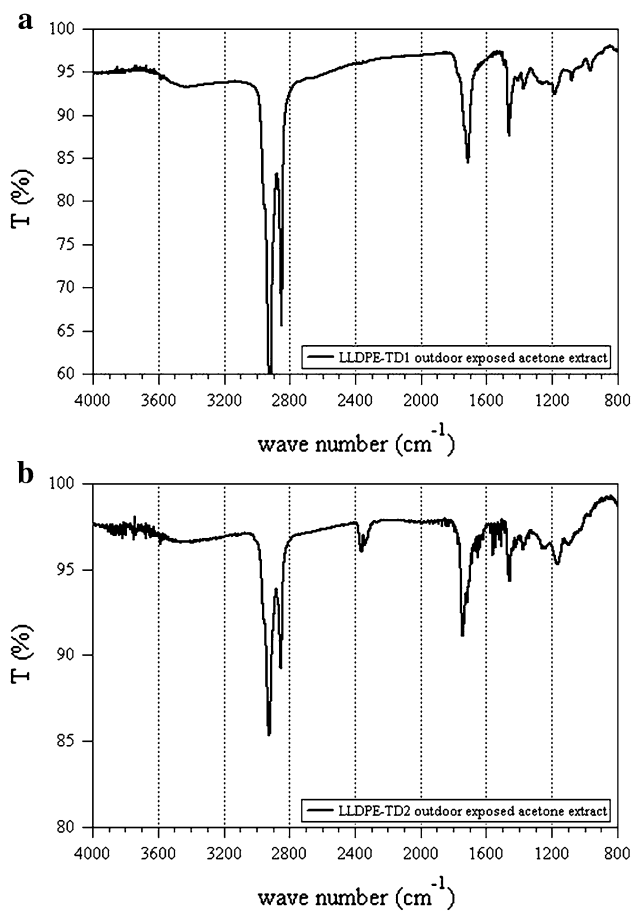 a
100
95
90
85
80
75
70
65
60
T (%)
LLDPE-TD1 outdoor exposed acetone extract
4000 3600 3200 2800 2400 2000 1600 1200 800
wave number (cm⁻¹)
b
100
95
90
85
80
T (%)
LLDPE-TD2 outdoor exposed acetone extract
4000 3600 3200 2800 2400 2000 1600 1200 800
wave number (cm⁻¹)